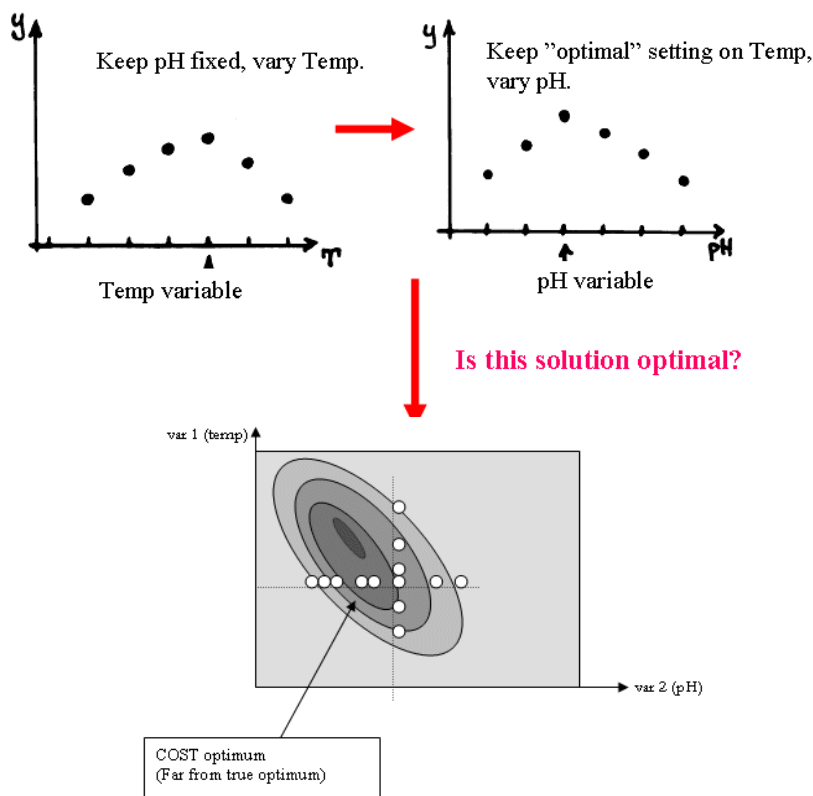 y
Keep pH fixed, vary Temp.
T
Temp variable
y
Keep ”optimal” setting on Temp,
vary pH.
pH
pH variable
Is this solution optimal?
var 1 (temp)
var 2 (pH)
COST optimum
(Far from true optimum)